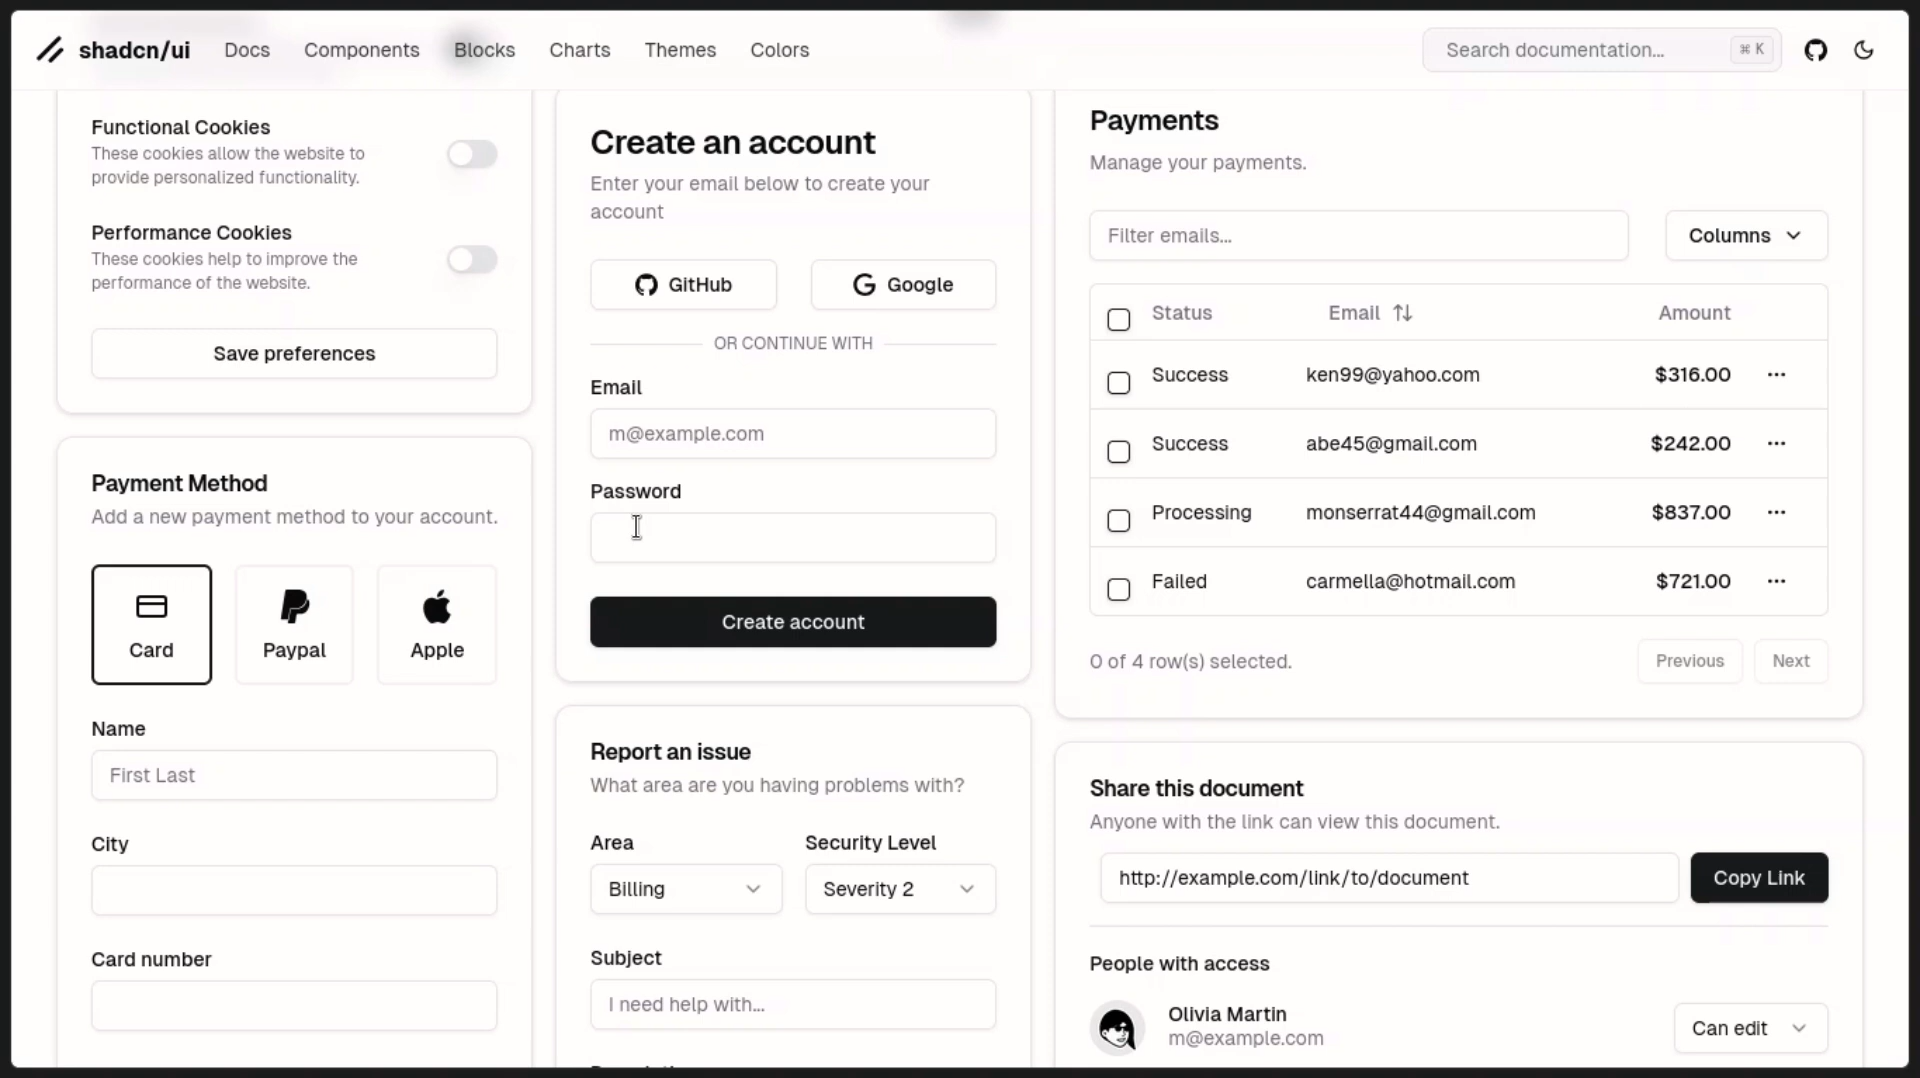 shadcn/ui Docs Components Blocks Charts Themes Colors Search documentation... ⌘ K
Functional Cookies
These cookies allow the website to
provide personalized functionality.
Performance Cookies
These cookies help to improve the
performance of the website.
Save preferences
Payment Method
Add a new payment method to your account.
Card Paypal Apple
Name
First Last
City
Card number
Create an account
Enter your email below to create your
account
GitHub Google
OR CONTINUE WITH
Email
m@example.com
Password
Create account
Report an issue
What area are you having problems with?
Area Security Level
Billing Severity 2
Subject
I need help with...
Payments
Manage your payments.
Filter emails... Columns
Status Email Amount
Success ken99@yahoo.com $316.00
Success abe45@gmail.com $242.00
Processing monserrat44@gmail.com $837.00
Failed carmella@hotmail.com $721.00
0 of 4 row(s) selected. Previous Next
Share this document
Anyone with the link can view this document.
http://example.com/link/to/document Copy Link
People with access
Olivia Martin
m@example.com
Can edit